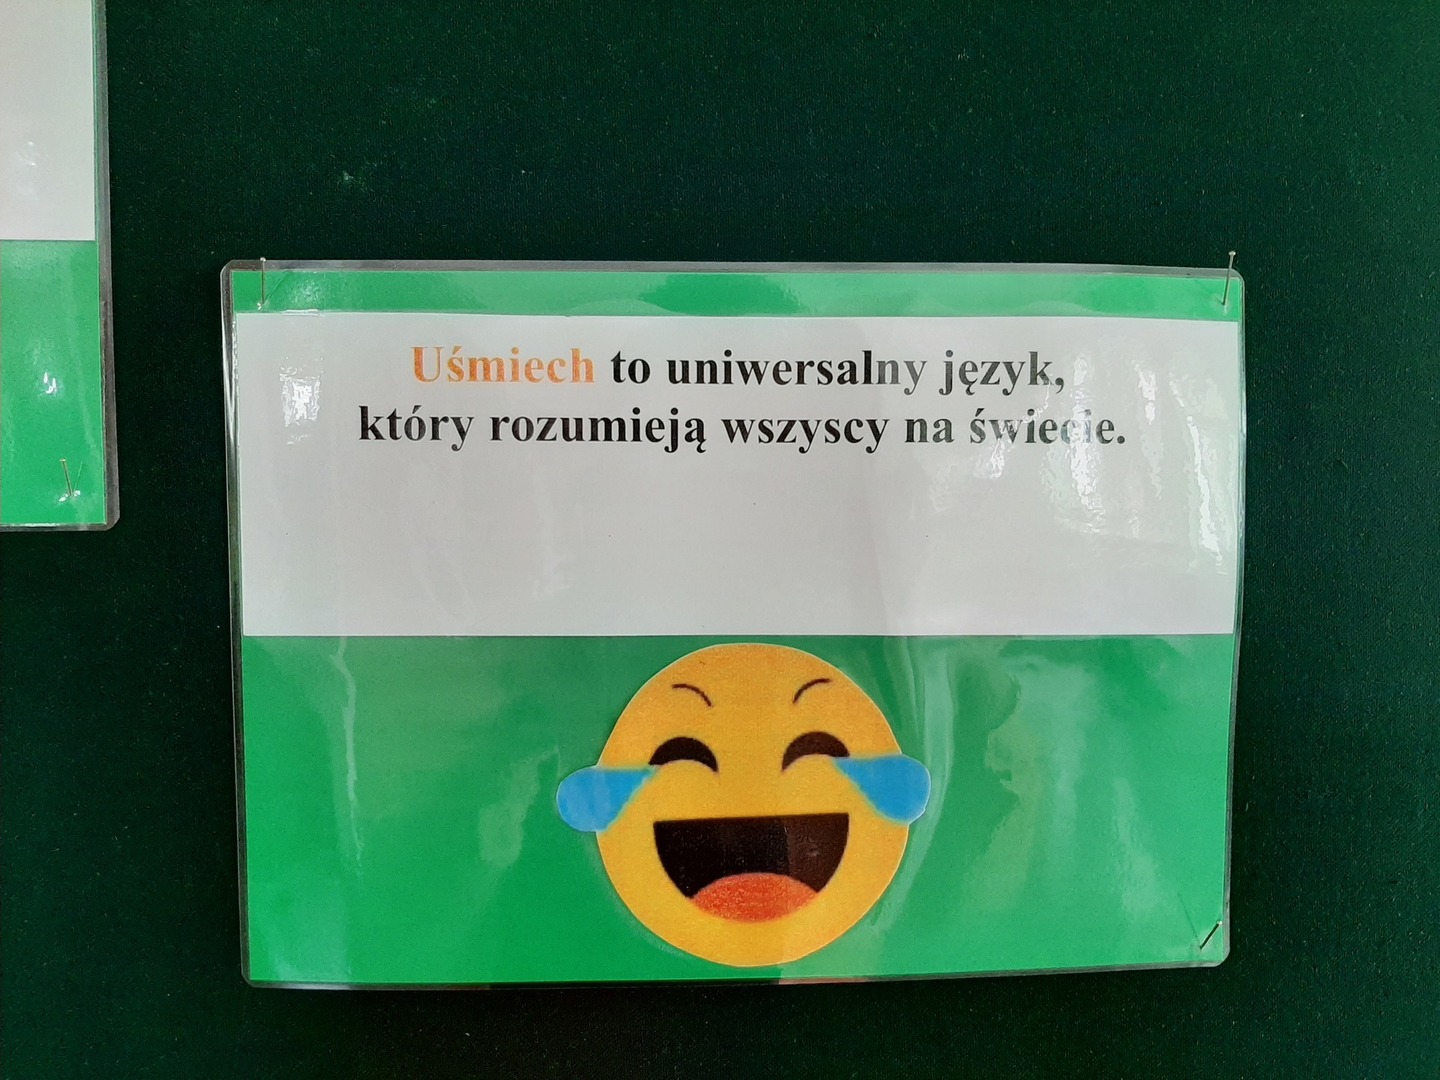 Uśmiech to uniwersalny język,
który rozumieją wszyscy na świecie.